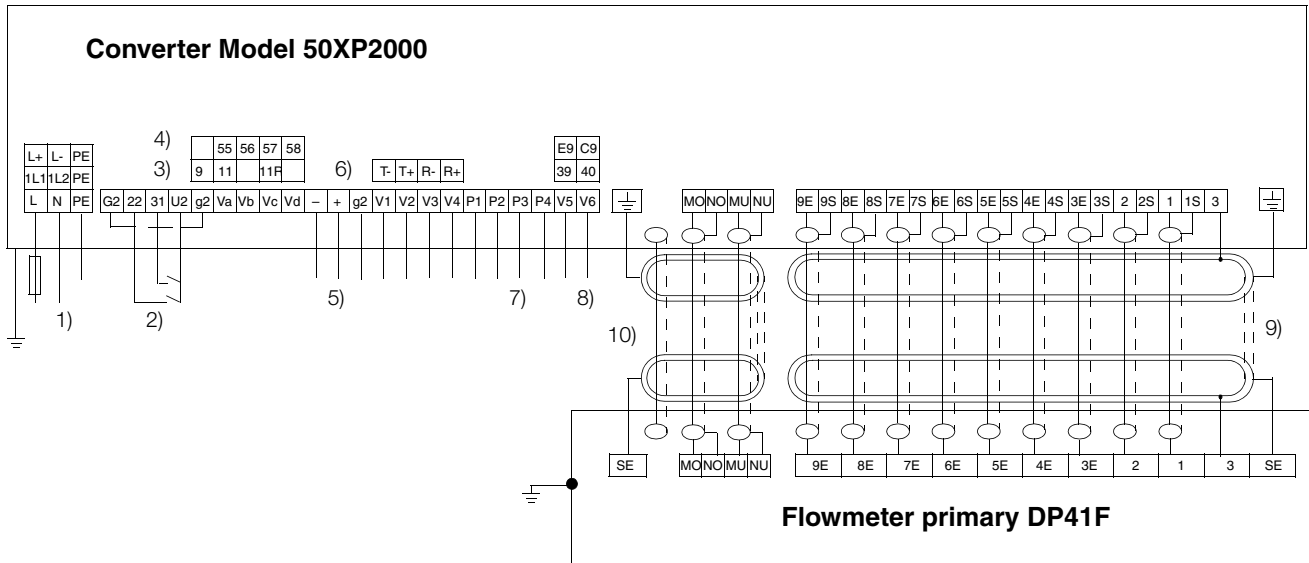 Converter Model 50XP2000
4) 55 56 57 58 E9 C9
L+ L- PE 3) 9 11 11R 6) T- T+ R- R+ 39 40
1L1 1L2 PE
L N PE G2 22 31 U2 g2 Va Vb Vc Vd – + g2 V1 V2 V3 V4 P1 P2 P3 P4 V5 V6 MO NO MU NU 9E 9S 8E 8S 7E 7S 6E 6S 5E 5S 4E 4S 3E 3S 2 2S 1 1S 3
1) 2) 5) 7) 8)
10) 9)
SE MO NO MU NU 9E 8E 7E 6E 5E 4E 3E 2 1 3 SE
Flowmeter primary DP41F